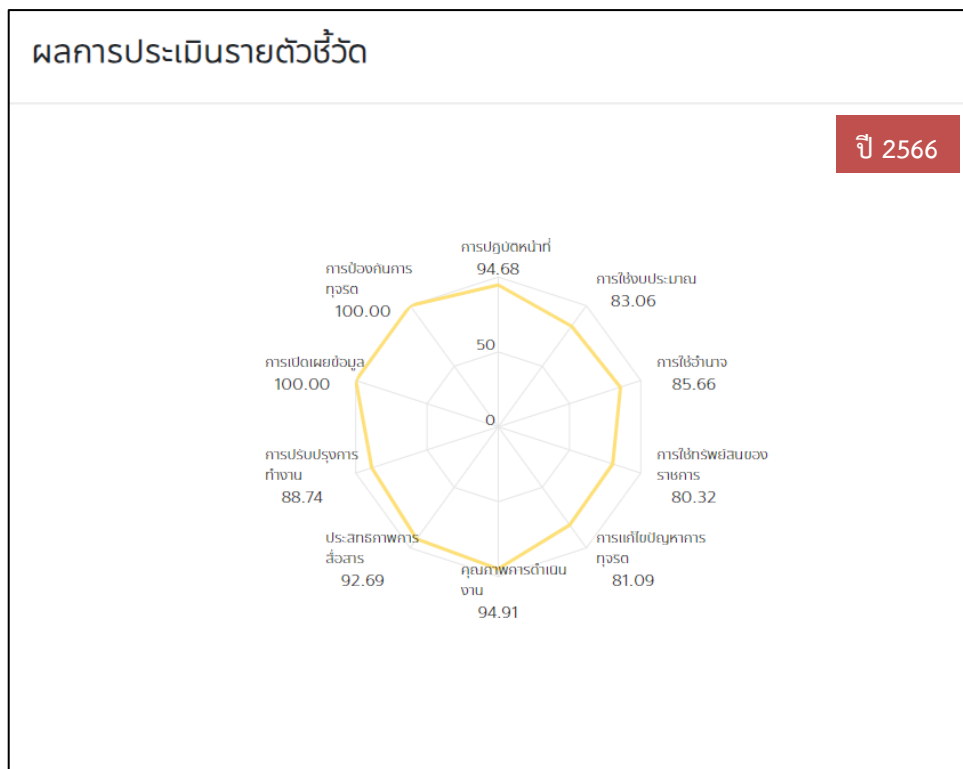 ผลการประเมินรายตัวชี้วัด
ปี 2566
การปฏิบัติหน้าที่
94.68
การใช้งบประมาณ
83.06
การใช้อำนาจ
85.66
การใช้ทรัพย์สินของ
ราชการ
80.32
การแก้ไขปัญหาการ
ทุจริต
81.09
คุณภาพการดำเนิน
งาน
94.91
ประสิทธิภาพการ
สื่อสาร
92.69
การปรับปรุงการ
ทำงาน
88.74
การเปิดเผยข้อมูล
100.00
การป้องกันการ
ทุจริต
100.00
50
0